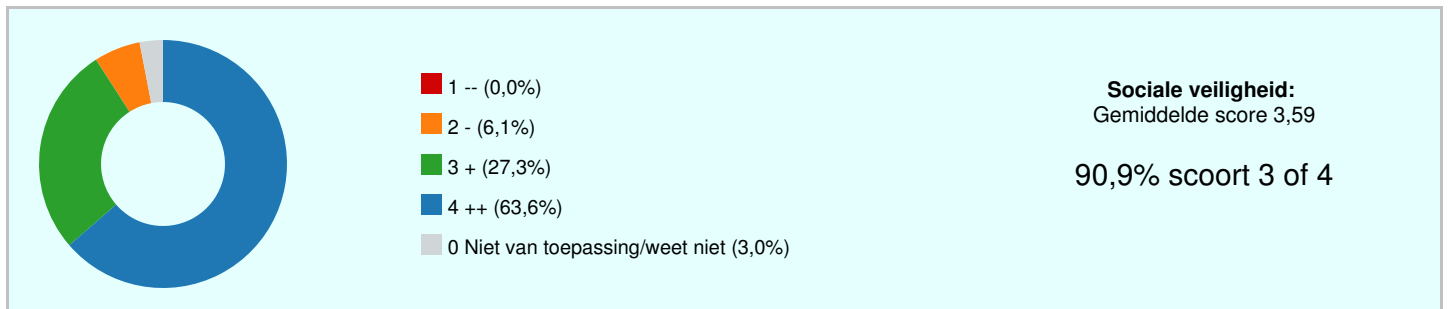 1 -- (0,0%)
2 - (6,1%)
3 + (27,3%)
4 ++ (63,6%)
0 Niet van toepassing/weet niet (3,0%)
Sociale veiligheid:
Gemiddelde score 3,59
90,9% scoort 3 of 4